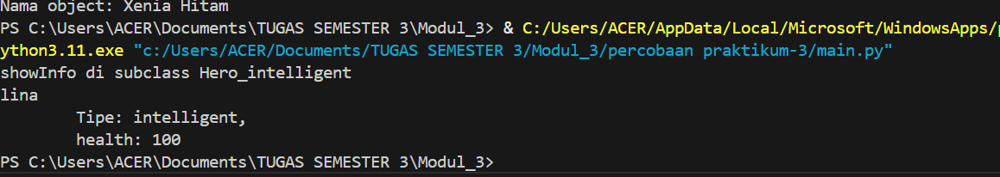 Nama object: Xenia Hitam
PS C:\Users\ACER\Documents\TUGAS SEMESTER 3\Modul_3> & C:/Users/ACER/AppData/Local/Microsoft/WindowsApps/p
ython3.11.exe "c:/Users/ACER/Documents/TUGAS SEMESTER 3/Modul_3/percobaan praktikum-3/main.py"
showInfo di subclass Hero_intelligent
lina
        Tipe: intelligent,
        health: 100
PS C:\Users\ACER\Documents\TUGAS SEMESTER 3\Modul_3>